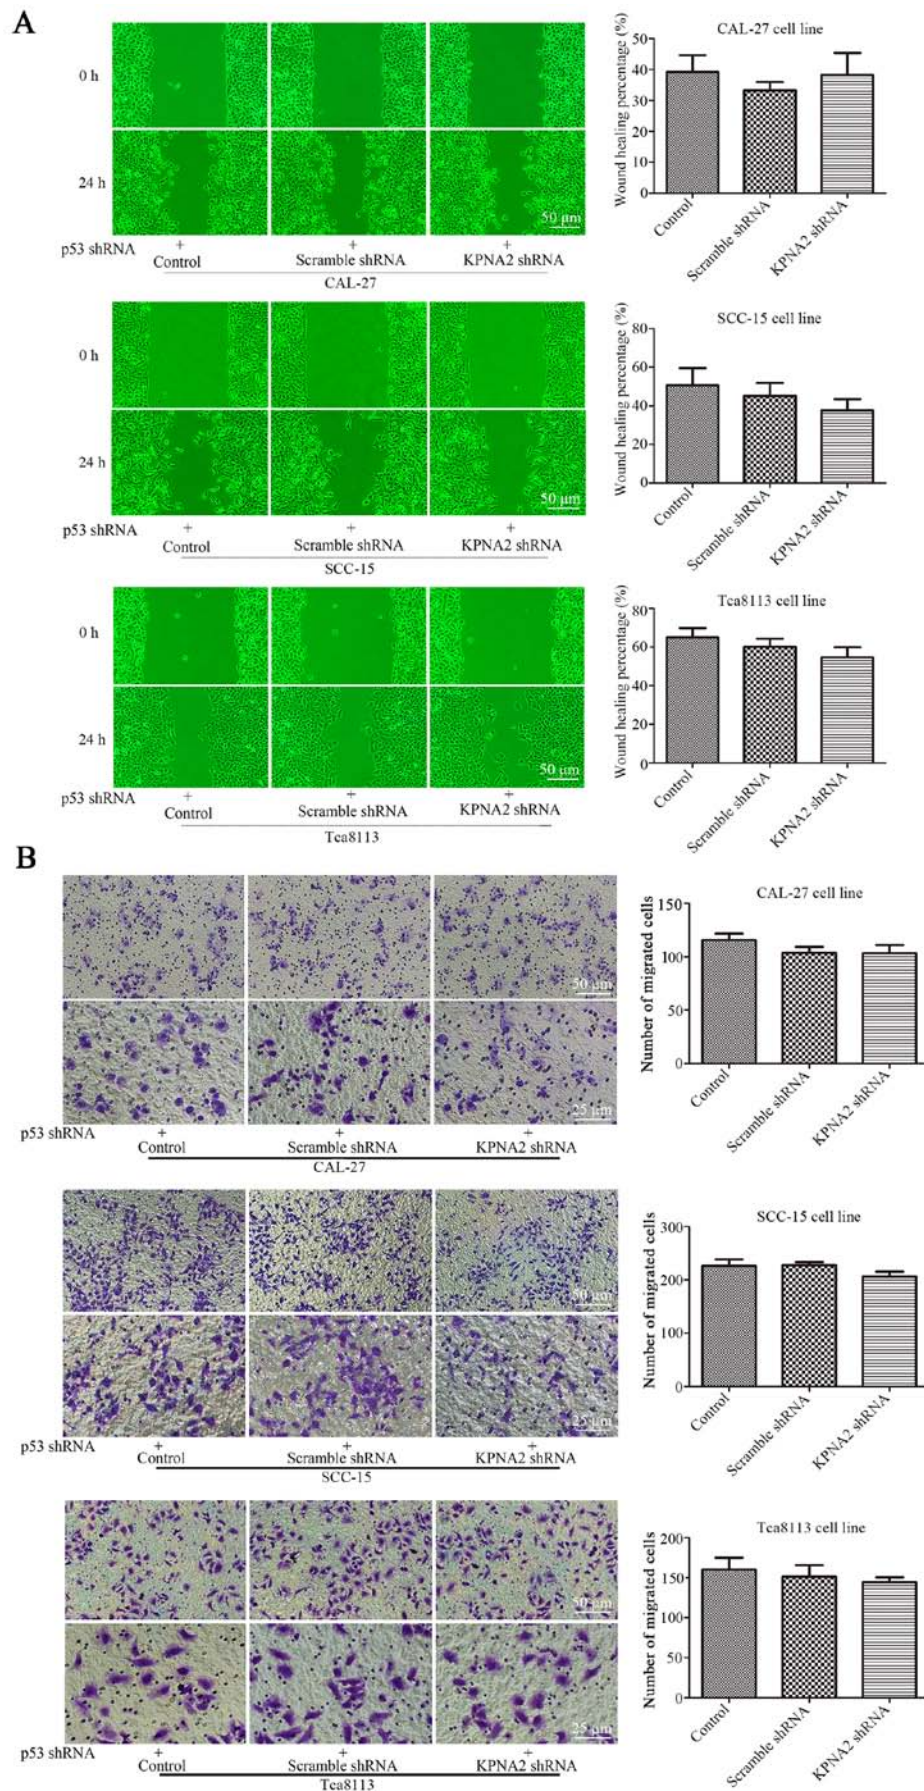 A
0 h
24 h
50 μm
p53 shRNA + + +
Control Scramble shRNA KPNA2 shRNA
CAL-27
CAL-27 cell line
Wound healing percentage (%)
50
40
30
20
10
0
Control
Scramble shRNA
KPNA2 shRNA
0 h
24 h
50 μm
p53 shRNA + + +
Control Scramble shRNA KPNA2 shRNA
SCC-15
SCC-15 cell line
Wound healing percentage (%)
80
60
40
20
0
Control
Scramble shRNA
KPNA2 shRNA
0 h
24 h
50 μm
p53 shRNA + + +
Control Scramble shRNA KPNA2 shRNA
Tca8113
Tca8113 cell line
Wound healing percentage (%)
80
60
40
20
0
Control
Scramble shRNA
KPNA2 shRNA
B
50 μm
25 μm
p53 shRNA + + +
Control Scramble shRNA KPNA2 shRNA
CAL-27
CAL-27 cell line
Number of migrated cells
150
100
50
0
Control
Scramble shRNA
KPNA2 shRNA
50 μm
25 μm
p53 shRNA + + +
Control Scramble shRNA KPNA2 shRNA
SCC-15
SCC-15 cell line
Number of migrated cells
300
200
100
0
Control
Scramble shRNA
KPNA2 shRNA
50 μm
25 μm
p53 shRNA + + +
Control Scramble shRNA KPNA2 shRNA
Tca8113
Tca8113 cell line
Number of migrated cells
200
150
100
50
0
Control
Scramble shRNA
KPNA2 shRNA